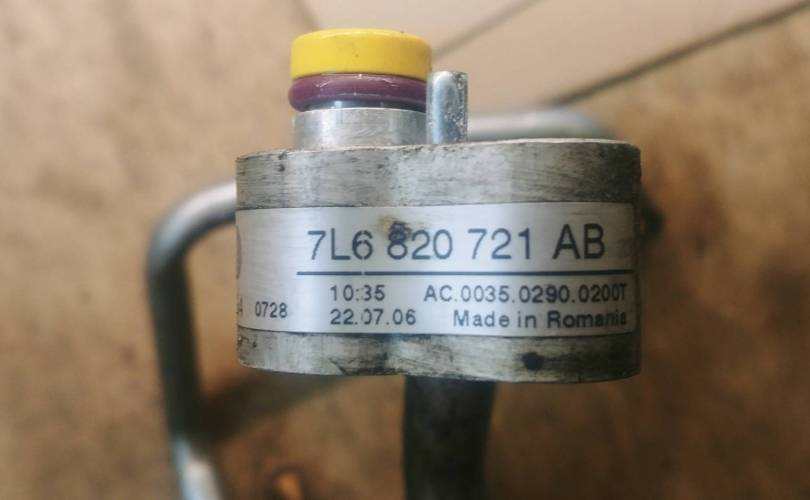 7L6 820 721 AB
10:35 AC.0035.0290.0200T
0728 22.07.06 Made in Romania